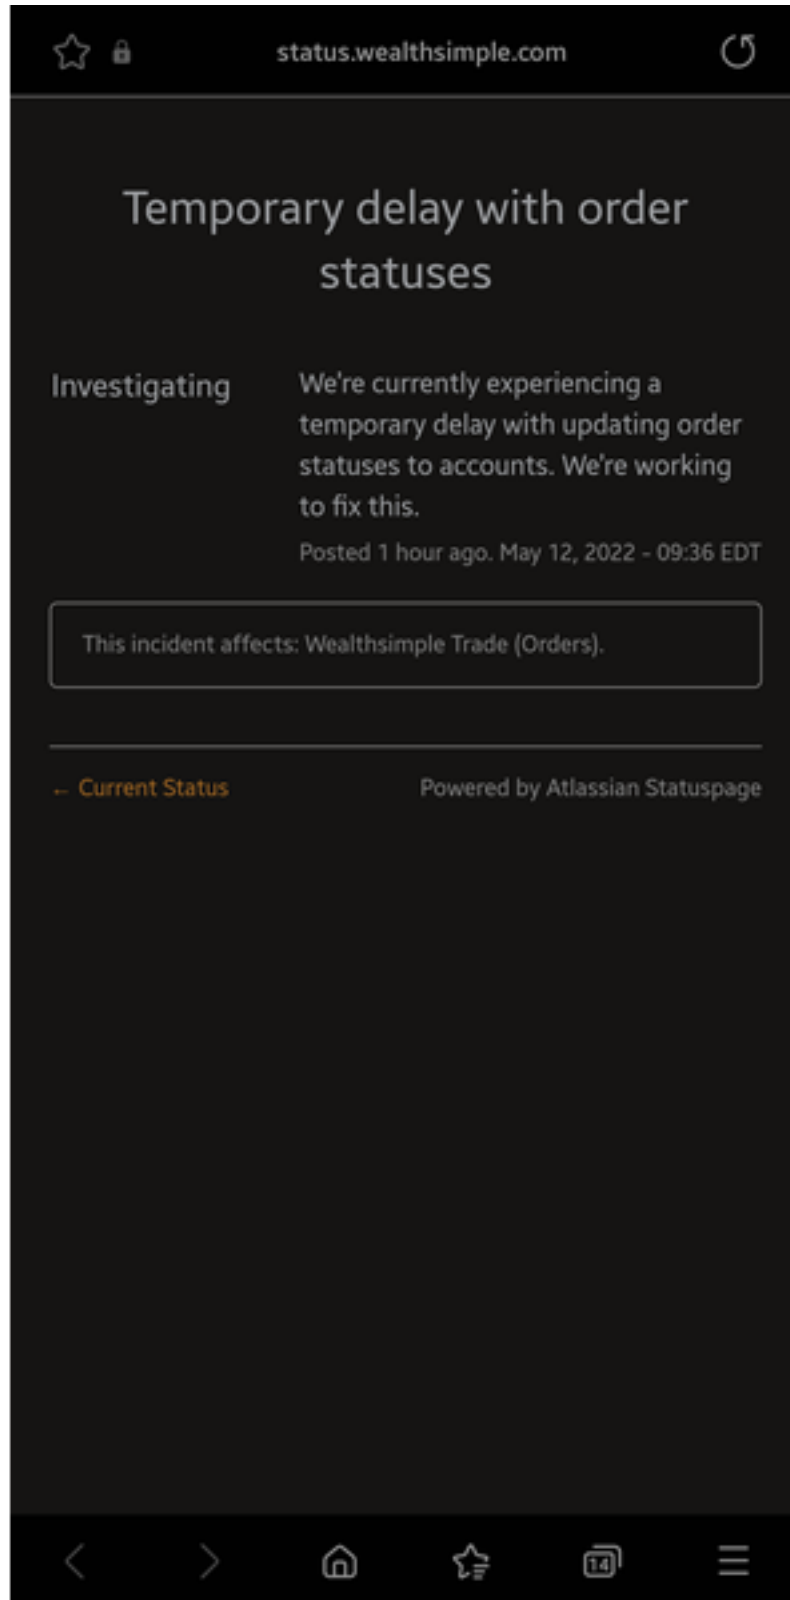 status.wealthsimple.com
Temporary delay with order
statuses
Investigating
We're currently experiencing a
temporary delay with updating order
statuses to accounts. We're working
to fix this.
Posted 1 hour ago. May 12, 2022 - 09:36 EDT
This incident affects: Wealthsimple Trade (Orders).
← Current Status
Powered by Atlassian Statuspage
14